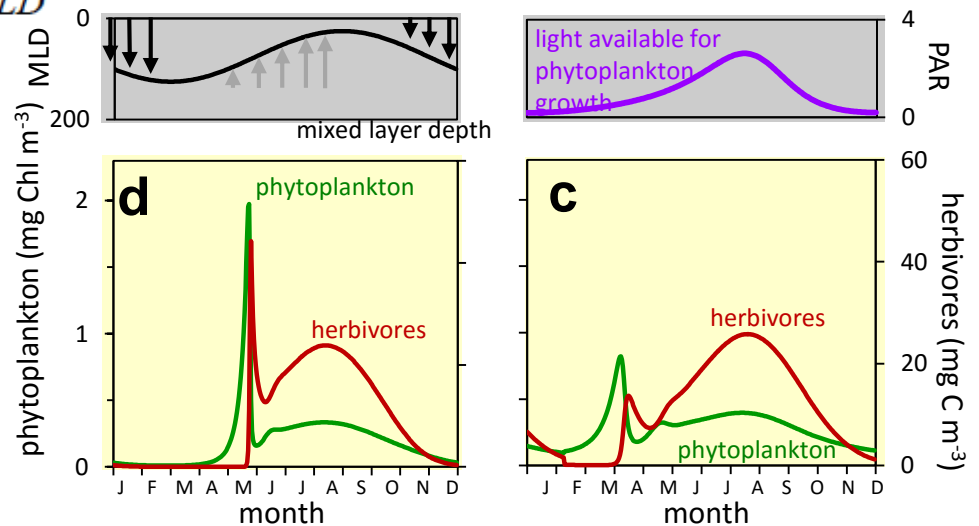 LD
0
MLD
200
mixed layer depth
light available for
phytoplankton
growth
4
PAR
0
phytoplankton (mg Chl m-3)
2
1
0
d
phytoplankton
herbivores
J F M A M J J A S O N D
month
c
herbivores
phytoplankton
60
40
20
0
herbivores (mg C m-3)
J F M A M J J A S O N D
month